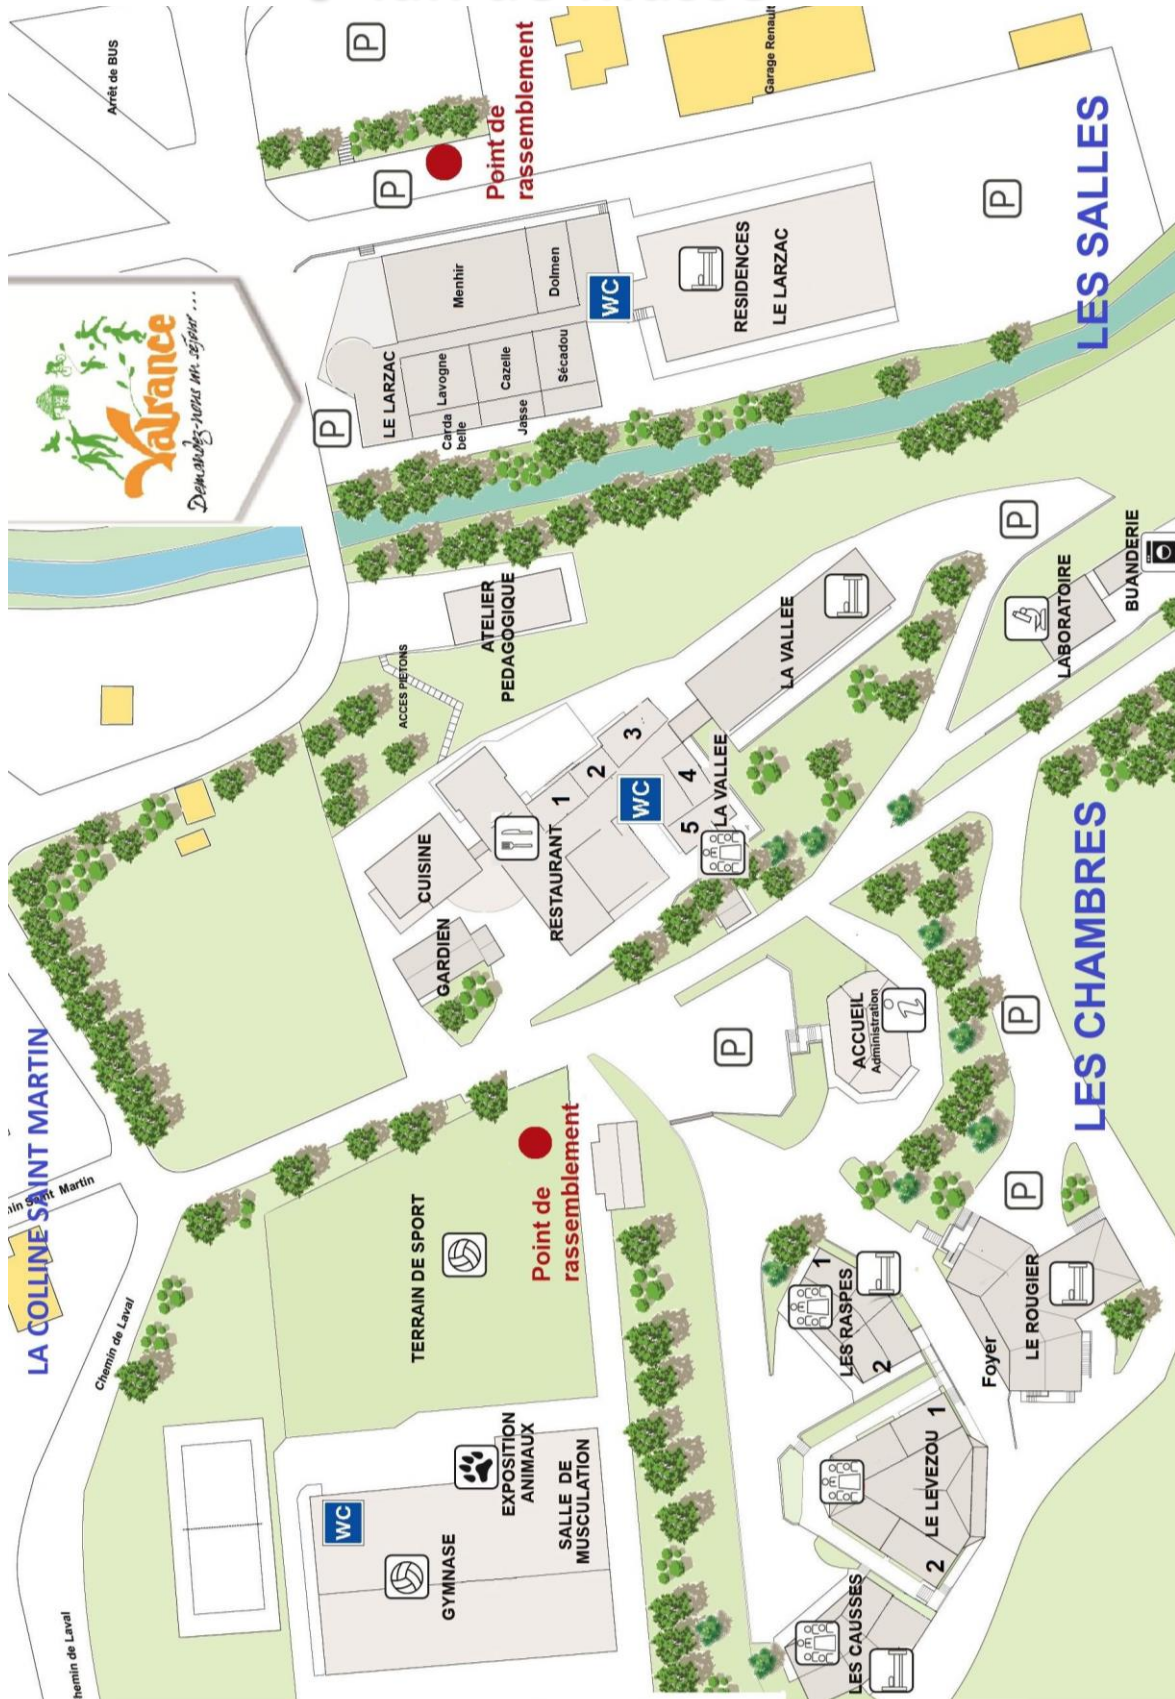 Arrêt de BUS
P
Point de
rassemblement
Garage Renault
P
Valrance
Demandez-nous un séjour...
P
LE LARZAC
Menhir
Dolmen
Lavogne
Cazelle
Sécadou
Carda
belle
Jasse
WC
RESIDENCES
LE LARZAC
P
LES SALLES
ATELIER
PEDAGOGIQUE
ACCES PIETONS
LA VALLEE
P
LABORATOIRE
BUANDERIE
CUISINE
RESTAURANT
1
2
3
4
5
WC
LA VALLEE
GARDIEN
LA COLLINE SAINT MARTIN
Saint Martin
Chemin de Laval
P
ACCUEIL
Administration
P
LES CHAMBRES
TERRAIN DE SPORT
Point de
rassemblement
P
LES RASPES
1
2
Foyer
LE ROUGIER
WC
GYMNASE
EXPOSITION
ANIMAUX
SALLE DE
MUSCULATION
LE LEVEZOU
1
2
LES CAUSSES
hemin de Laval